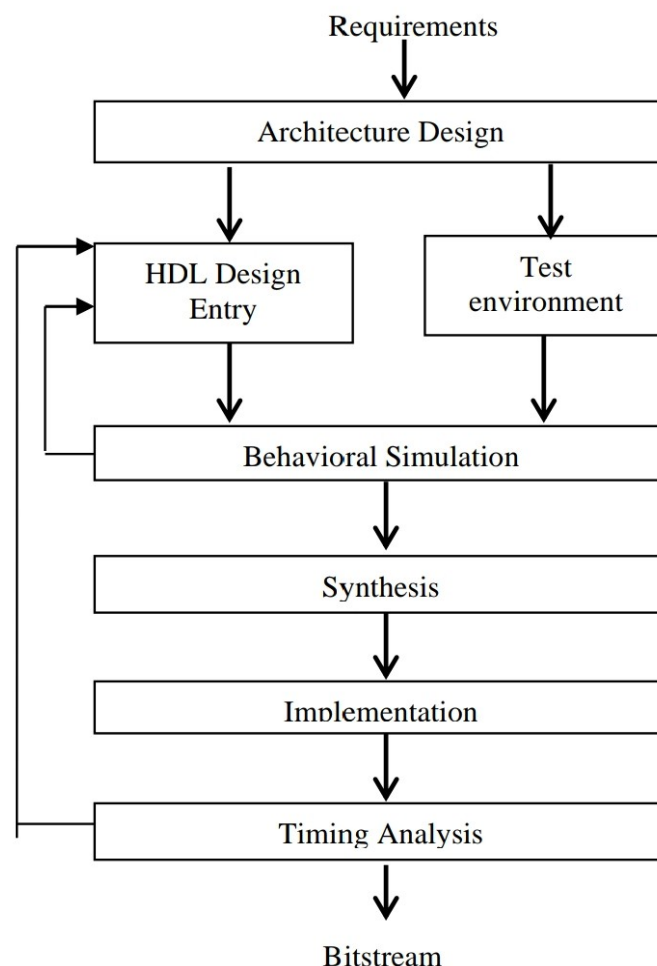 Requirements
Architecture Design
HDL Design
Entry
Test
environment
Behavioral Simulation
Synthesis
Implementation
Timing Analysis
Bitstream